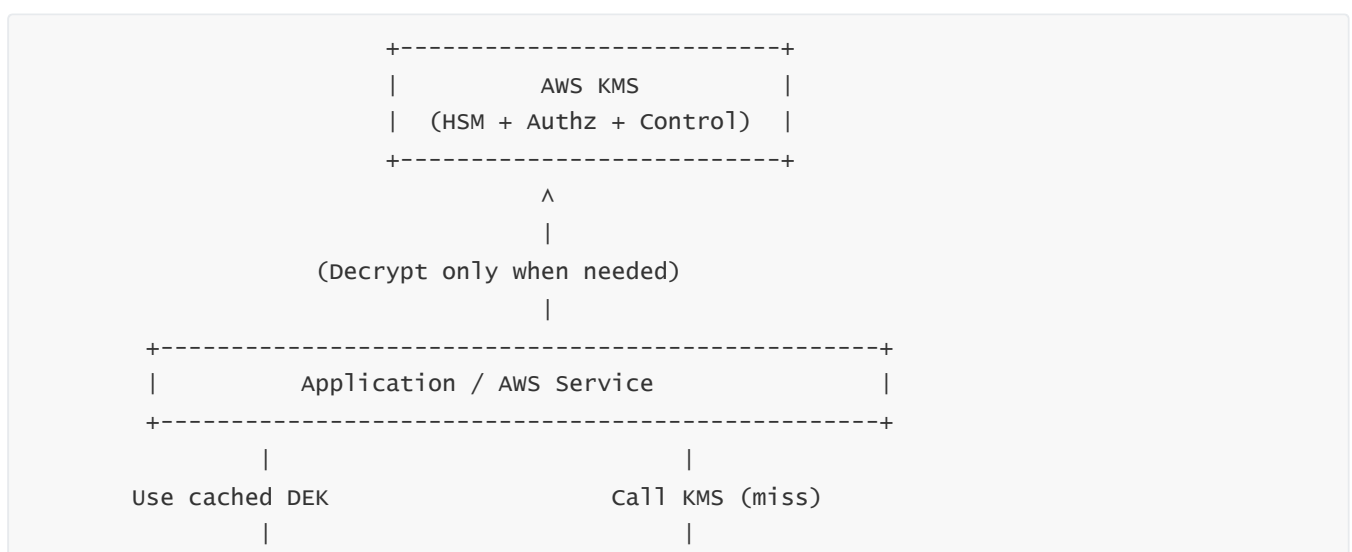 +---------------------------+
|          AWS KMS          |
|  (HSM + Authz + Control)  |
+---------------------------+
^
|
(Decrypt only when needed)
|
+---------------------------------------------------+
|          Application / AWS Service                |
+---------------------------------------------------+
|                              |
Use cached DEK                    Call KMS (miss)
|                              |